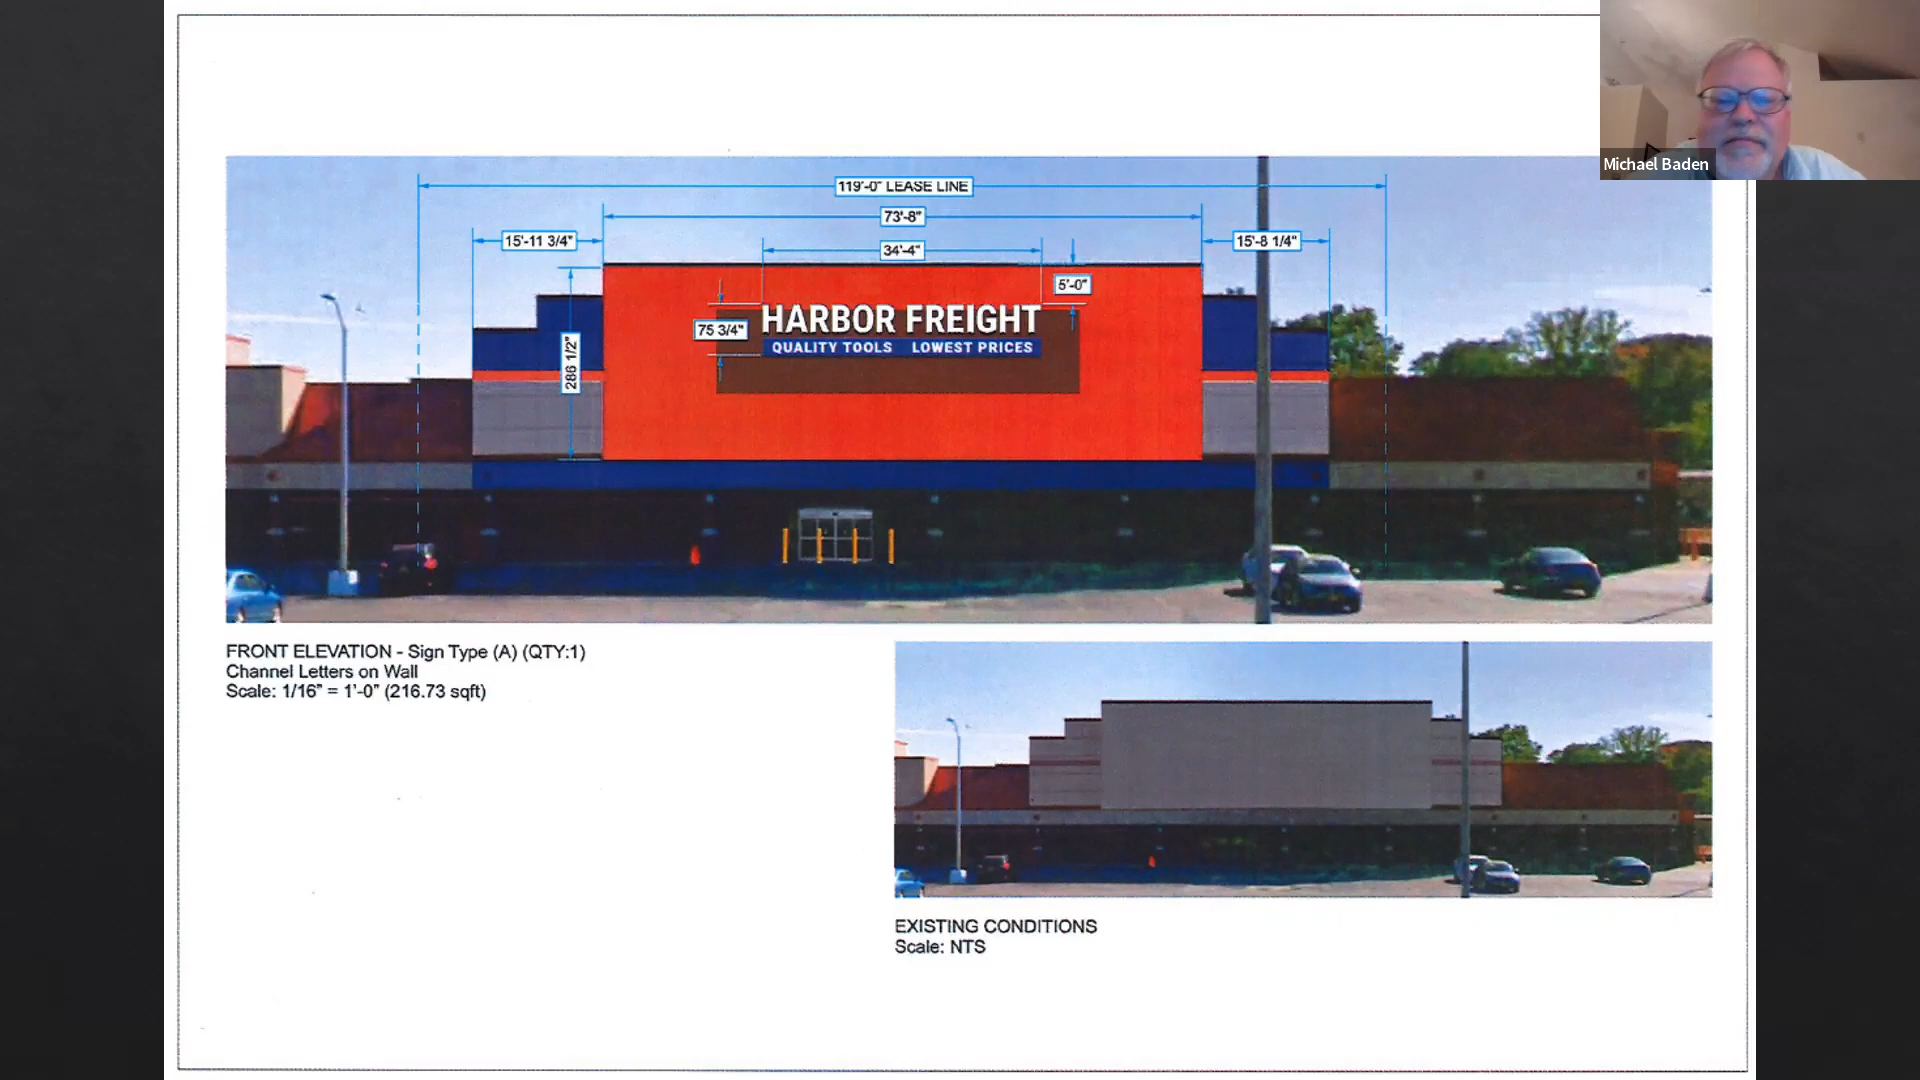 Michael Baden
119'-0" LEASE LINE
73'-8"
15'-11 3/4"
34'-4"
15'-8 1/4"
5'-0"
75 3/4"
286 1/2"
HARBOR FREIGHT
QUALITY TOOLS LOWEST PRICES
FRONT ELEVATION - Sign Type (A) (QTY:1)
Channel Letters on Wall
Scale: 1/16" = 1'-0" (216.73 sqft)
EXISTING CONDITIONS
Scale: NTS